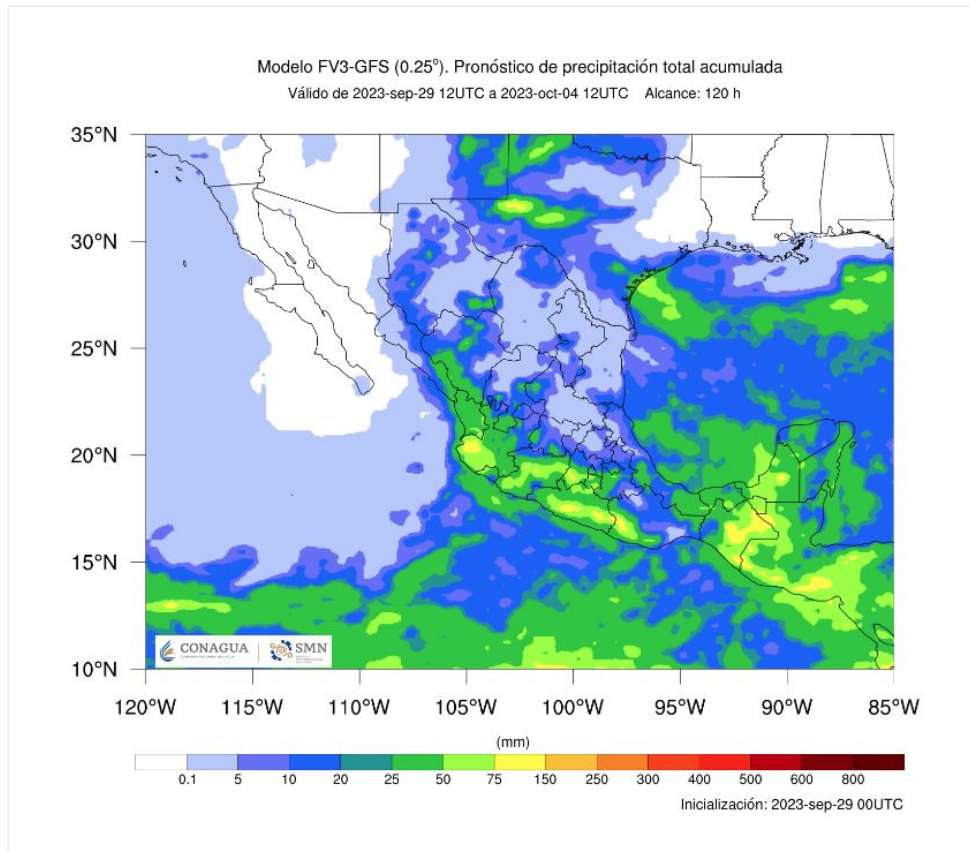 Modelo FV3-GFS (0.25°). Pronóstico de precipitación total acumulada
Válido de 2023-sep-29 12UTC a 2023-oct-04 12UTC Alcance: 120 h
35°N
30°N
25°N
20°N
15°N
10°N
CONAGUA
SMN
120°W 115°W 110°W 105°W 100°W 95°W 90°W 85°W
(mm)
0.1 5 10 20 25 50 75 150 250 300 400 500 600 800
Inicialización: 2023-sep-29 00UTC